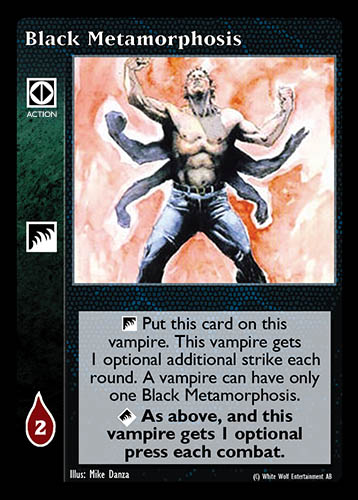 Black Metamorphosis
ACTION
Put this card on this
vampire. This vampire gets
1 optional additional strike each
round. A vampire can have only
one Black Metamorphosis.
As above, and this
vampire gets 1 optional
press each combat.
2
Illus: Mike Danza
(C) White Wolf Entertainment AB